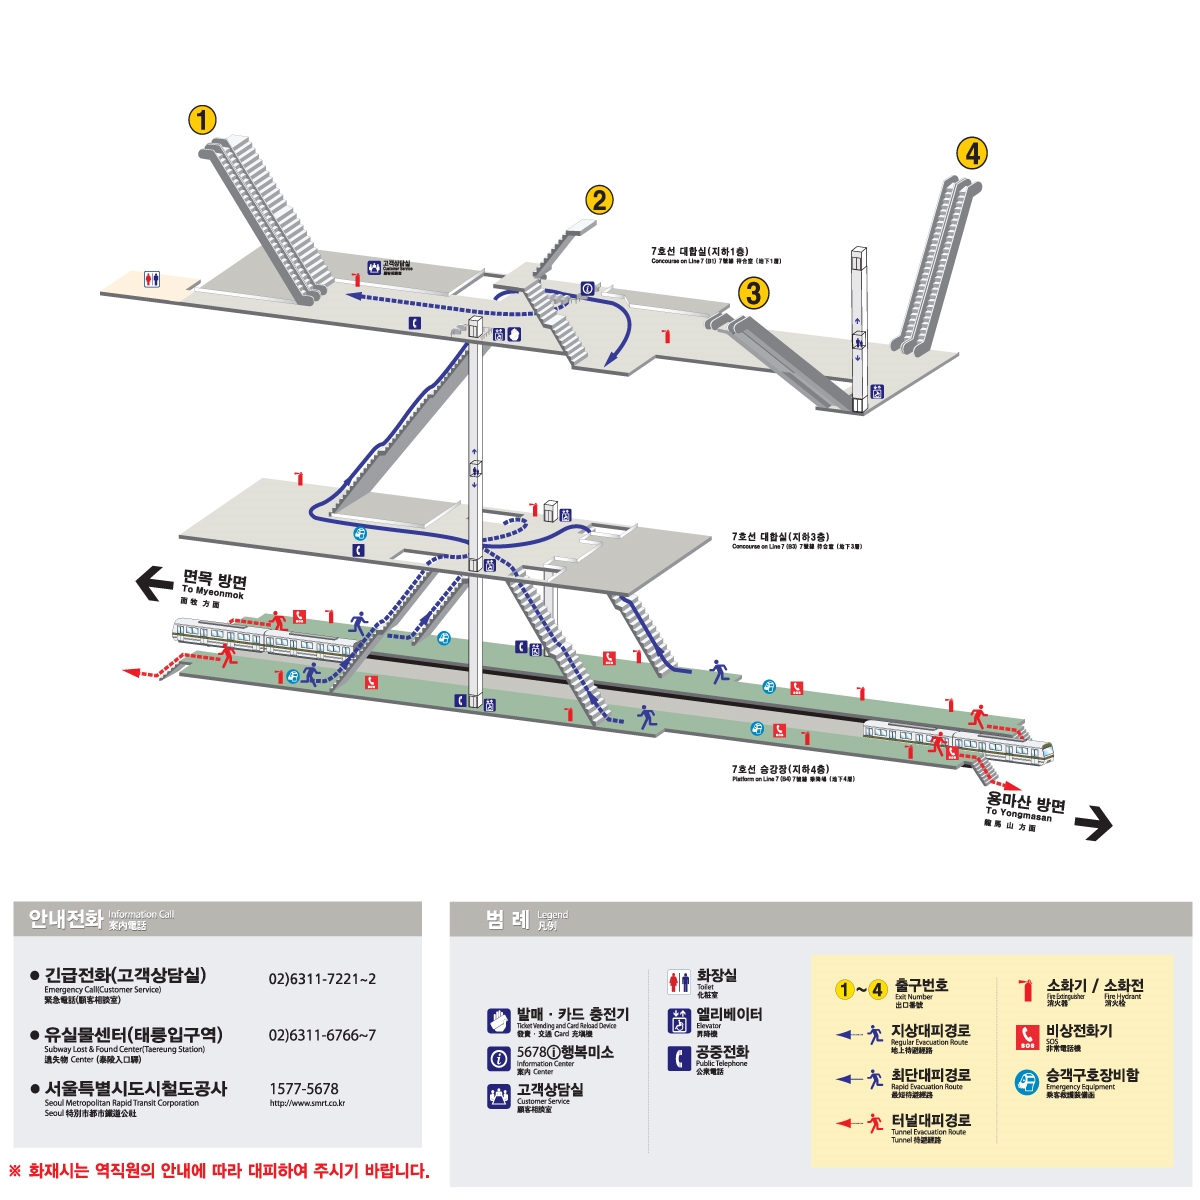 1
4
2
7호선 대합실(지하1층)
Concourse on Line 7 (B1) 7號線 待合室 (地下1層)
고객상담실
Customer Service
顧客相談室
3
7호선 대합실(지하3층)
Concourse on Line 7 (B3) 7號線 待合室 (地下3層)
면목 방면
To Myeonmok
面牧 方面
SOS
SOS
SOS
SOS
SOS
SOS
7호선 승강장(지하4층)
Platform on Line 7 (B4) 7號線 乘降場 (地下4層)
용마산 방면
To Yongmasan
龍馬山 方面
안내전화 Information Call
案內電話
● 긴급전화(고객상담실) 02)6311-7221~2
Emergency Call(Customer Service)
緊急電話(顧客相談室)
● 유실물센터(태릉입구역) 02)6311-6766~7
Subway Lost & Found Center(Taereung Station)
遺失物 Center (泰陵入口驛)
● 서울특별시도시철도공사 1577-5678
Seoul Metropolitan Rapid Transit Corporation http://www.smrt.co.kr
Seoul 特別市都市鐵道公社
※ 화재시는 역직원의 안내에 따라 대피하여 주시기 바랍니다.
범 례 Legend
凡例
발매 · 카드 충전기
Ticket Vending and Card Reload Device
發賣 · 交通 Card 充塡機
5678ⓘ행복미소
Information Center
案內 Center
고객상담실
Customer Service
顧客相談室
화장실
Toilet
化粧室
엘리베이터
Elevator
昇降機
공중전화
Public Telephone
公衆電話
1~4 출구번호
Exit Number
出口番號
지상대피경로
Regular Evacuation Route
地上待避經路
최단대피경로
Rapid Evacuation Route
最短待避經路
터널대피경로
Tunnel Evacuation Route
Tunnel 待避經路
소화기 / 소화전
Fire Extinguisher Fire Hydrant
消火器 消火栓
SOS
비상전화기
SOS
非常電話機
승객구호장비함
Emergency Equipment
乘客救護裝備函